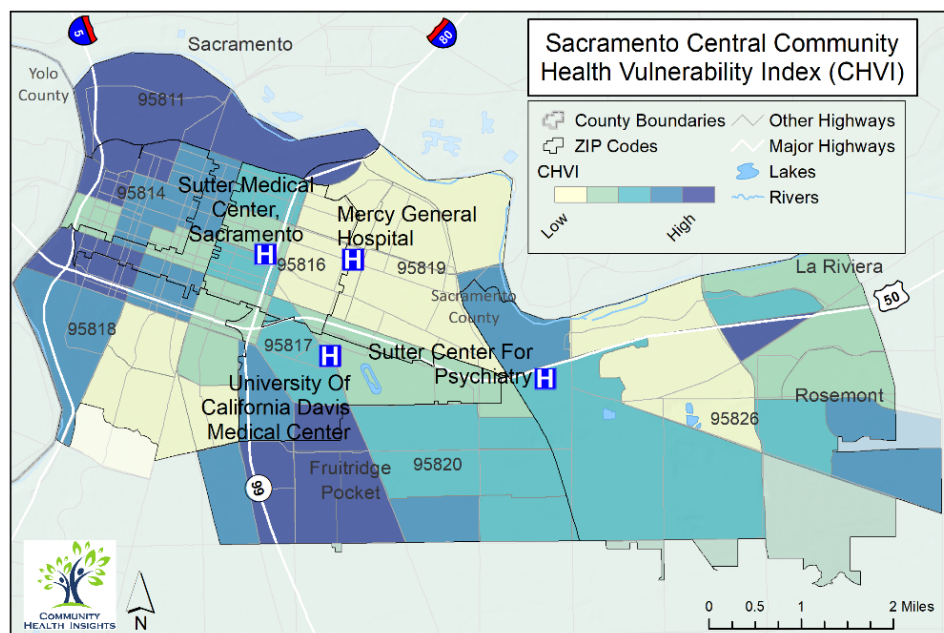 Sacramento Central Community
Health Vulnerability Index (CHVI)
County Boundaries
Other Highways
ZIP Codes
Major Highways
CHVI
Lakes
Rivers
Low
High
5
80
Sacramento
Yolo
County
95811
95814
Sutter Medical
Center,
Sacramento
H
95816
Mercy General
Hospital
H
95819
Sacramento
County
La Riviera
50
95818
95817
H
University Of
California Davis
Medical Center
Sutter Center For
Psychiatry
H
Rosemont
95826
95820
Fruitridge
Pocket
99
COMMUNITY
HEALTH INSIGHTS
N
0 0.5 1 2 Miles